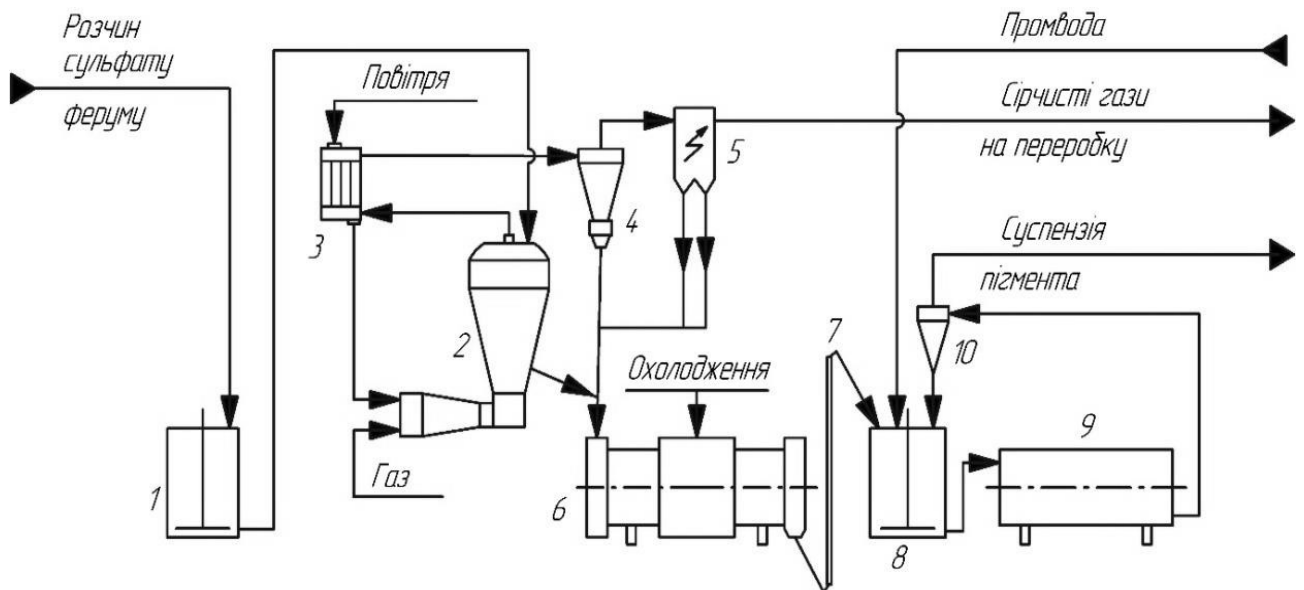 Розчин
сульфату
феруму
Повітря
Промвода
Сірчисті гази
на переробку
Суспензія
пігмента
Охолодження
Газ
1
2
3
4
5
6
7
8
9
10